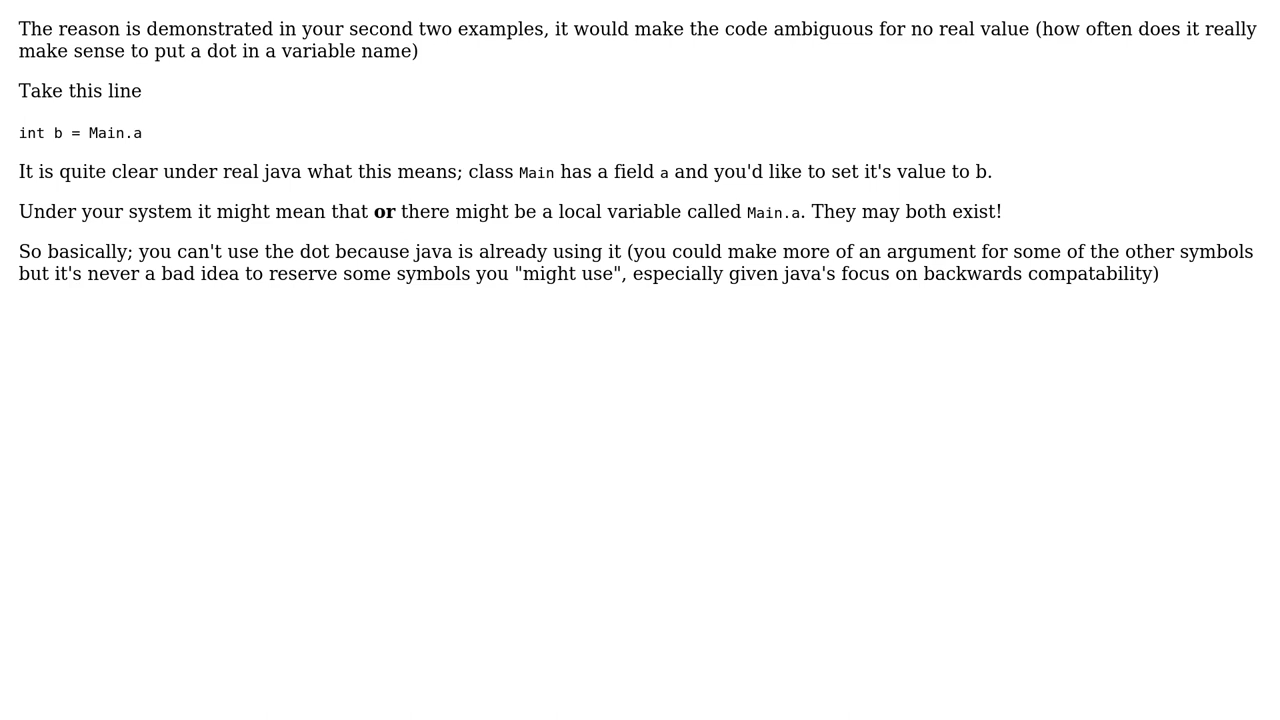 The reason is demonstrated in your second two examples, it would make the code ambiguous for no real value (how often does it really
make sense to put a dot in a variable name)
Take this line
int b = Main.a
It is quite clear under real java what this means; class Main has a field a and you'd like to set it's value to b.
Under your system it might mean that or there might be a local variable called Main.a. They may both exist!
So basically; you can't use the dot because java is already using it (you could make more of an argument for some of the other symbols
but it's never a bad idea to reserve some symbols you "might use", especially given java's focus on backwards compatability)